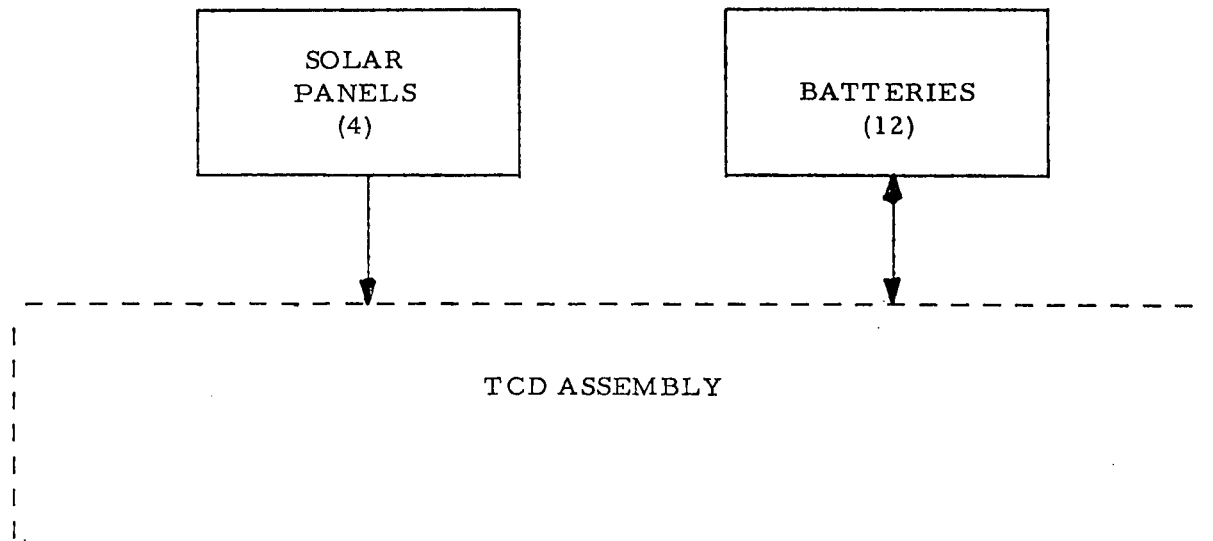 SOLAR
PANELS
(4)
BATTERIES
(12)
TCD ASSEMBLY